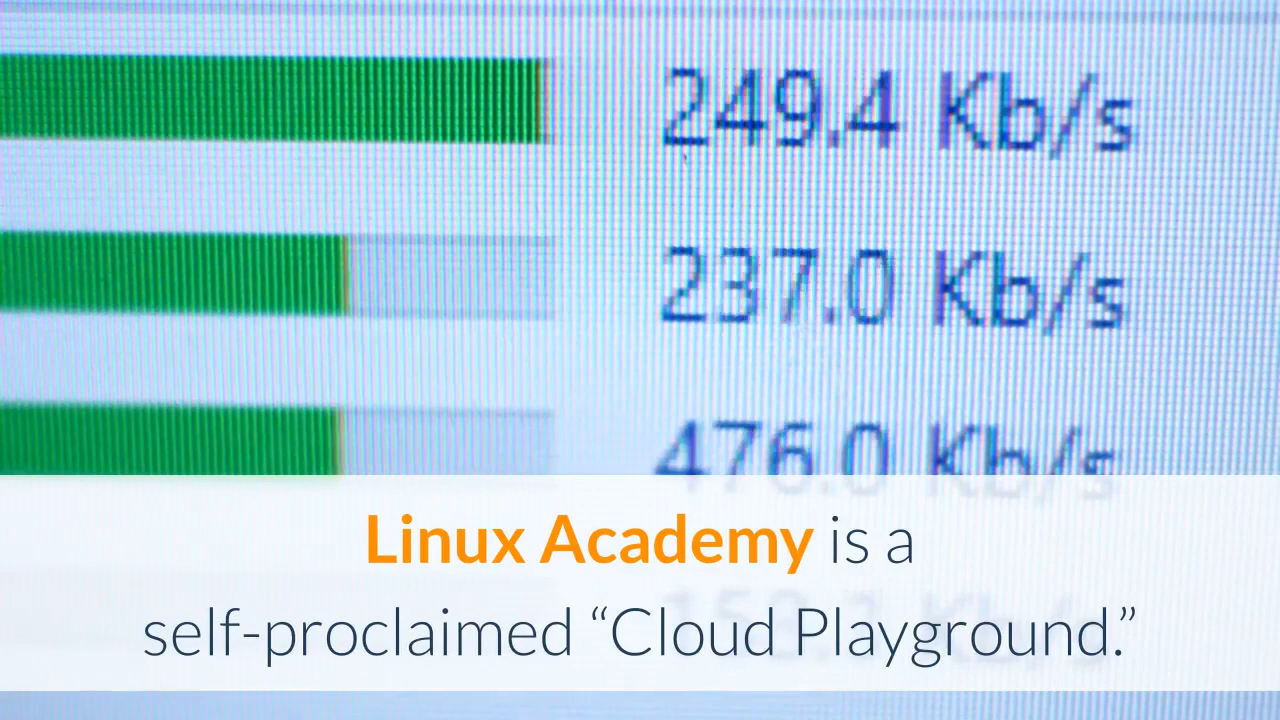 249.4 Kb/s
237.0 Kb/s
476.0 Kb/s
Linux Academy is a
self-proclaimed “Cloud Playground.”